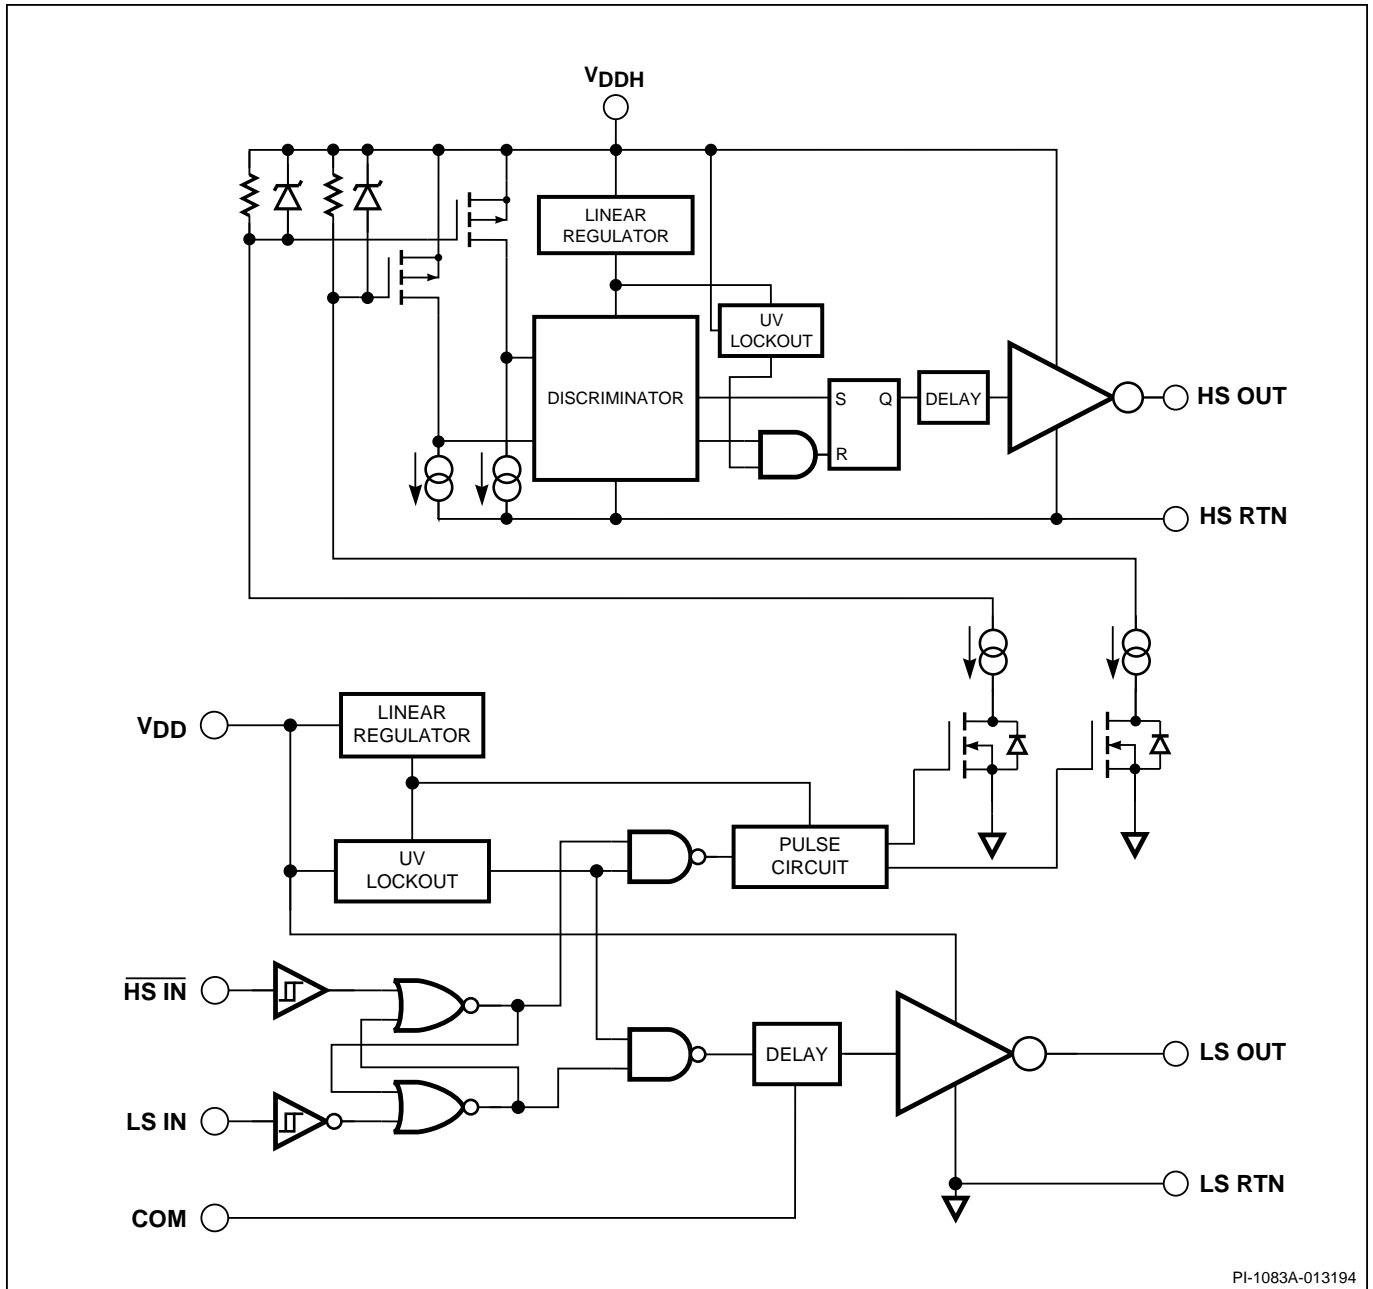 VDDH
LINEAR
REGULATOR
UV
LOCKOUT
DISCRIMINATOR
S Q
R
DELAY
HS OUT
HS RTN
VDD
LINEAR
REGULATOR
UV
LOCKOUT
PULSE
CIRCUIT
HS IN
DELAY
LS OUT
LS IN
LS RTN
COM
PI-1083A-013194